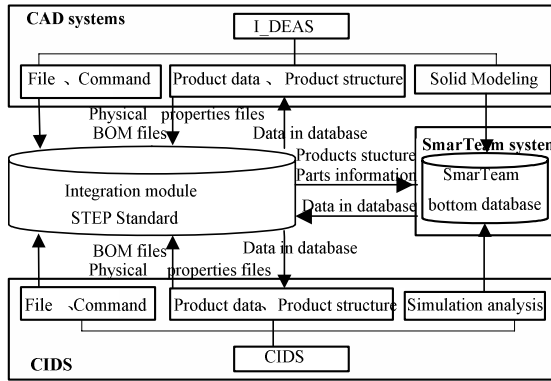 CAD systems
I_DEAS
File 、Command
Product data 、Product structure
Solid Modeling
Physical properties files
BOM files
Data in database
SmarTeam system
Products stucture
Parts information
SmarTeam
bottom database
Integration module
STEP Standard
Data in database
BOM files
Data in database
Physical properties files
File 、Command
Product data、Product structure
Simulation analysis
CIDS
CIDS